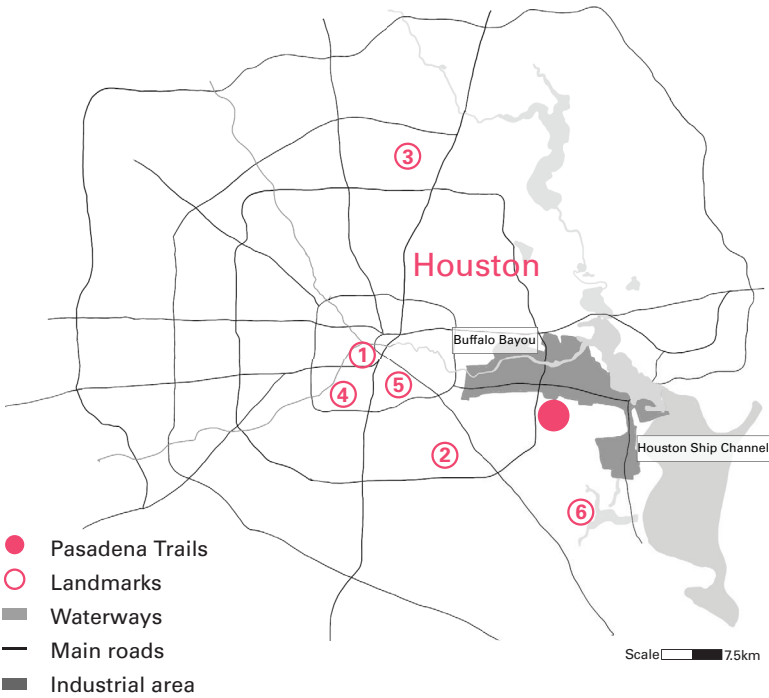 3
Houston
Buffalo Bayou
1
5
4
2
Houston Ship Channel
6
Pasadena Trails
Landmarks
Waterways
Main roads
Industrial area
Scale 7.5km